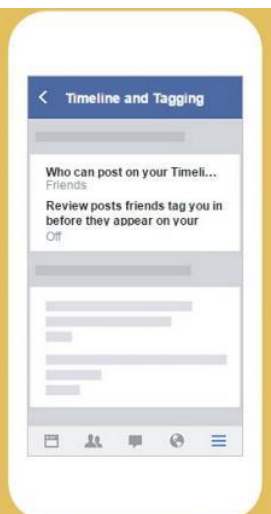 Timeline and Tagging
Who can post on your Timeli...
Friends
Review posts friends tag you in
before they appear on your
Off